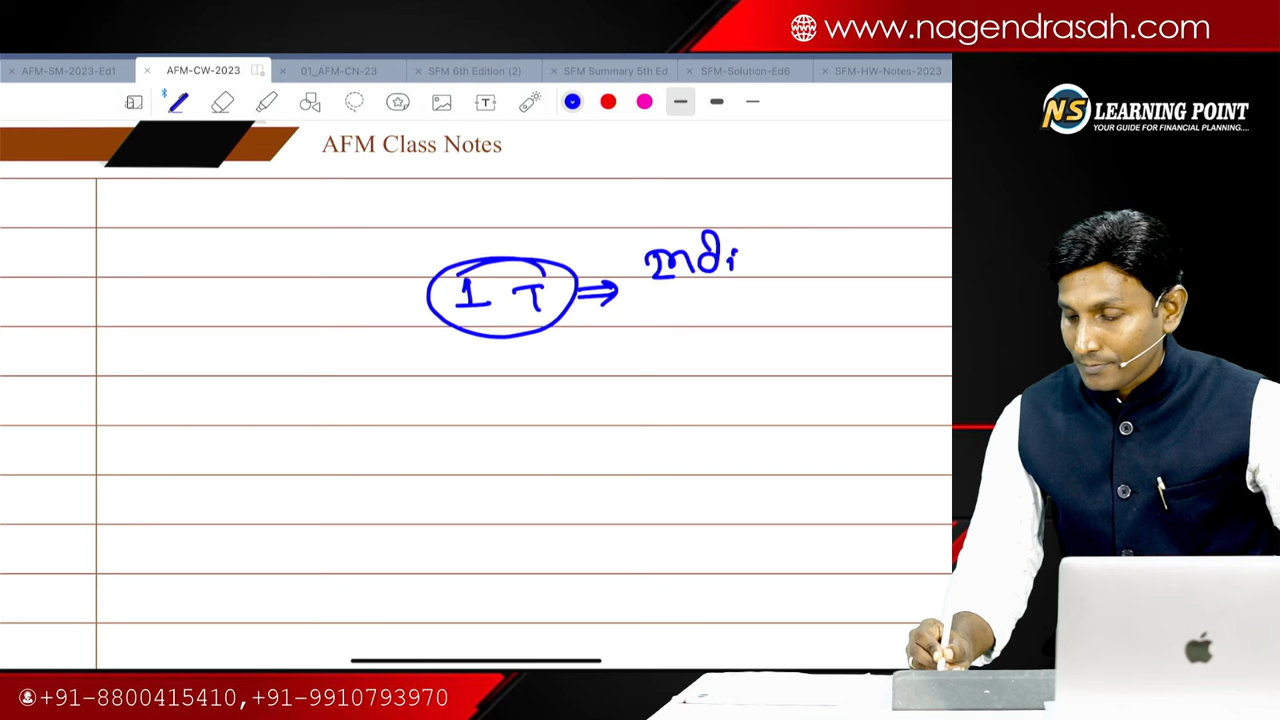 www.nagendrasah.com
AFM-SM-2023-Ed1
AFM-CW-2023
01_AFM-CN-23
SFM 6th Edition (2)
SFM Summary 5th Ed
SFM-Solution-Ed6
SFM-HW-Notes-2023
NS LEARNING POINT
YOUR GUIDE FOR FINANCIAL PLANNING....
AFM Class Notes
I T ⇒ Indi
+91-8800415410,+91-9910793970